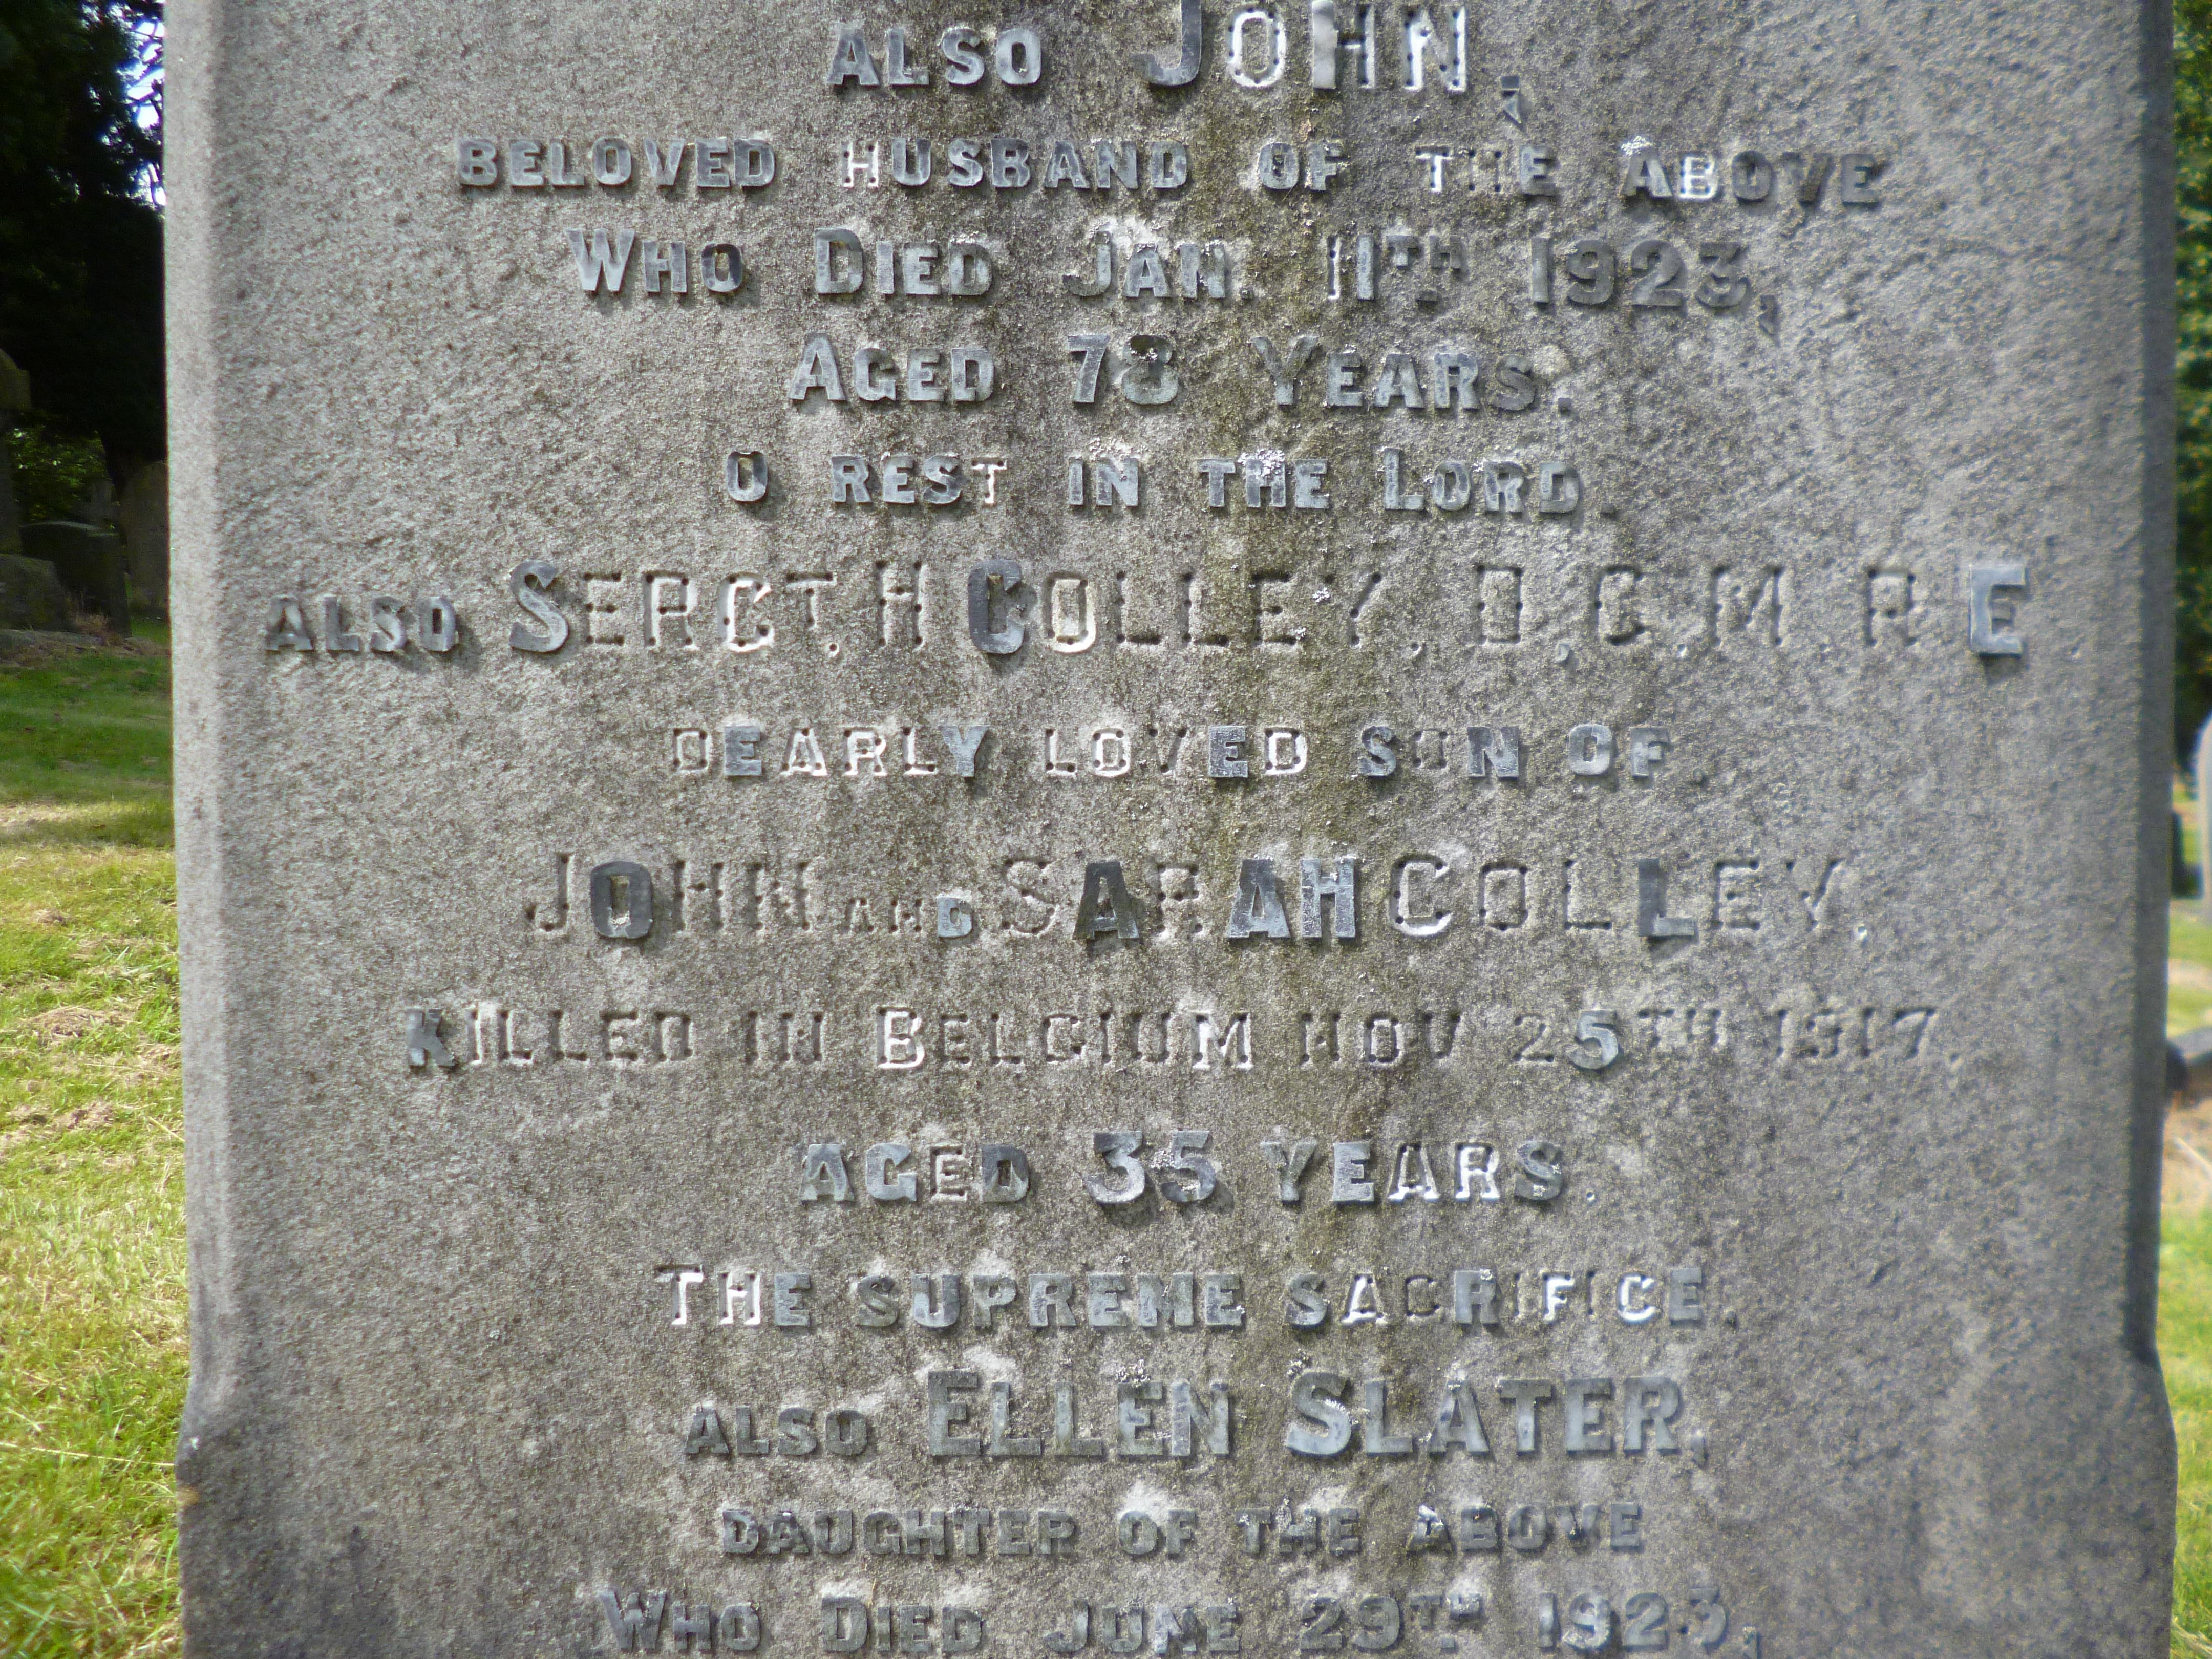 ALSO JOHN,
BELOVED HUSBAND OF THE ABOVE
WHO DIED JAN. 11TH 1923,
AGED 78 YEARS.
O REST IN THE LORD.
ALSO SERGT. H COLLEY. D.C.M. R.E.
DEARLY LOVED SON OF
JOHN AND SARAH COLLEY,
KILLED IN BELGIUM NOV 25TH 1917.
AGED 35 YEARS.
THE SUPREME SACRIFICE.
ALSO ELLEN SLATER,
DAUGHTER OF THE ABOVE
WHO DIED JUNE 29TH 1923,